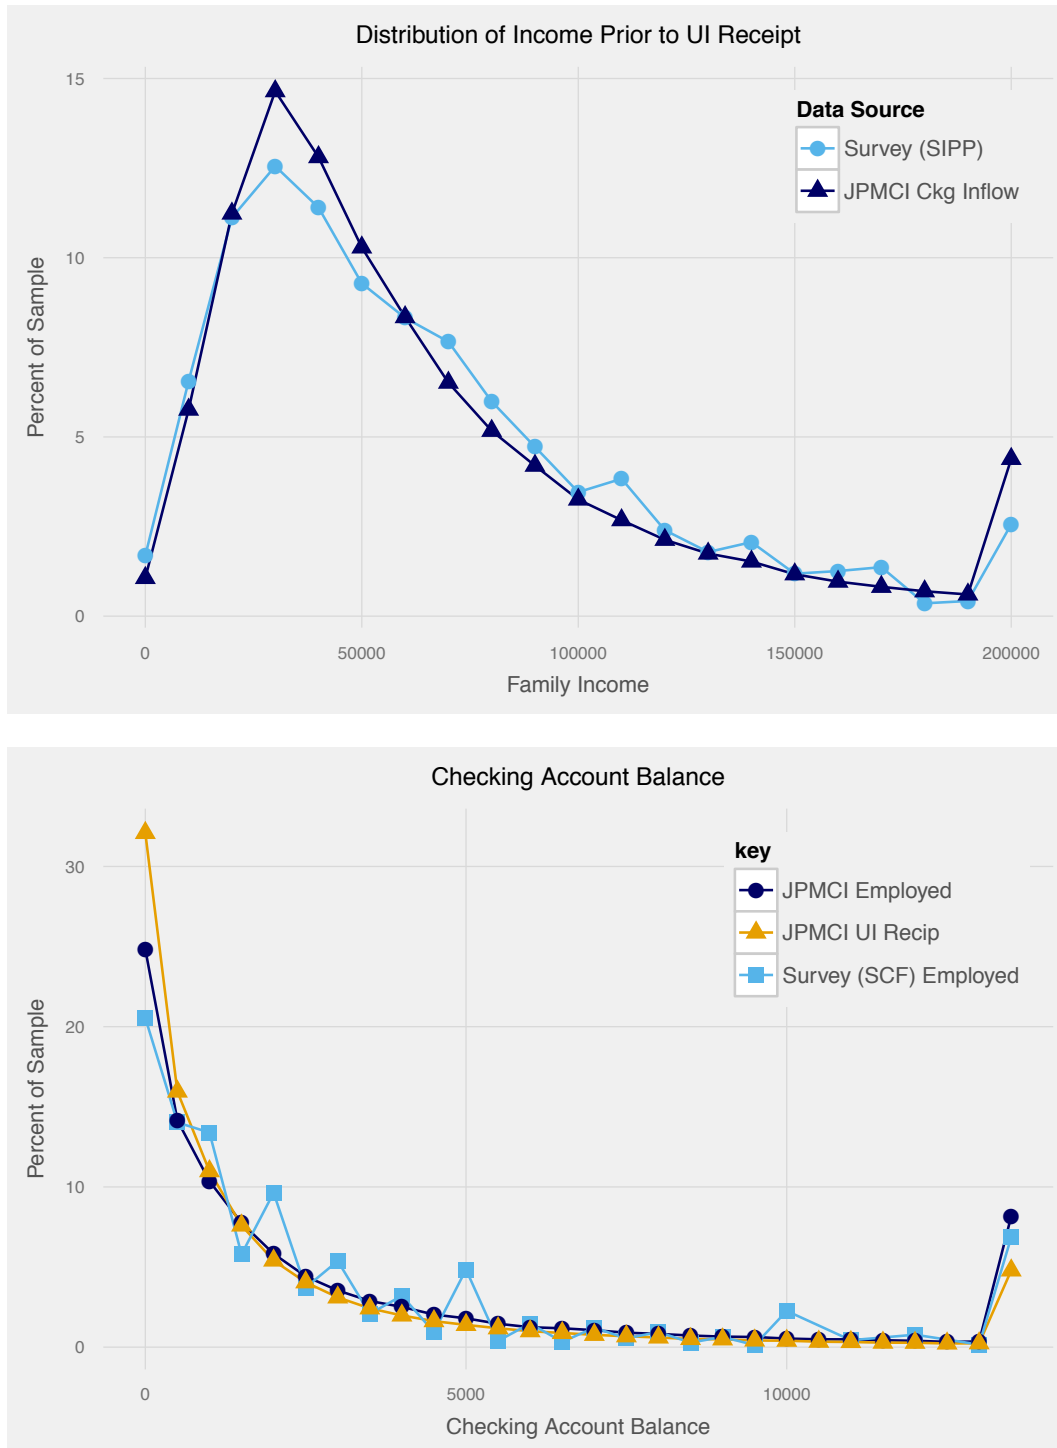 Distribution of Income Prior to UI Receipt
15
10
5
0
Percent of Sample
Data Source
Survey (SIPP)
JPMCI Ckg Inflow
0 50000 100000 150000 200000
Family Income
Checking Account Balance
30
20
10
0
Percent of Sample
key
JPMCI Employed
JPMCI UI Recip
Survey (SCF) Employed
0 5000 10000
Checking Account Balance